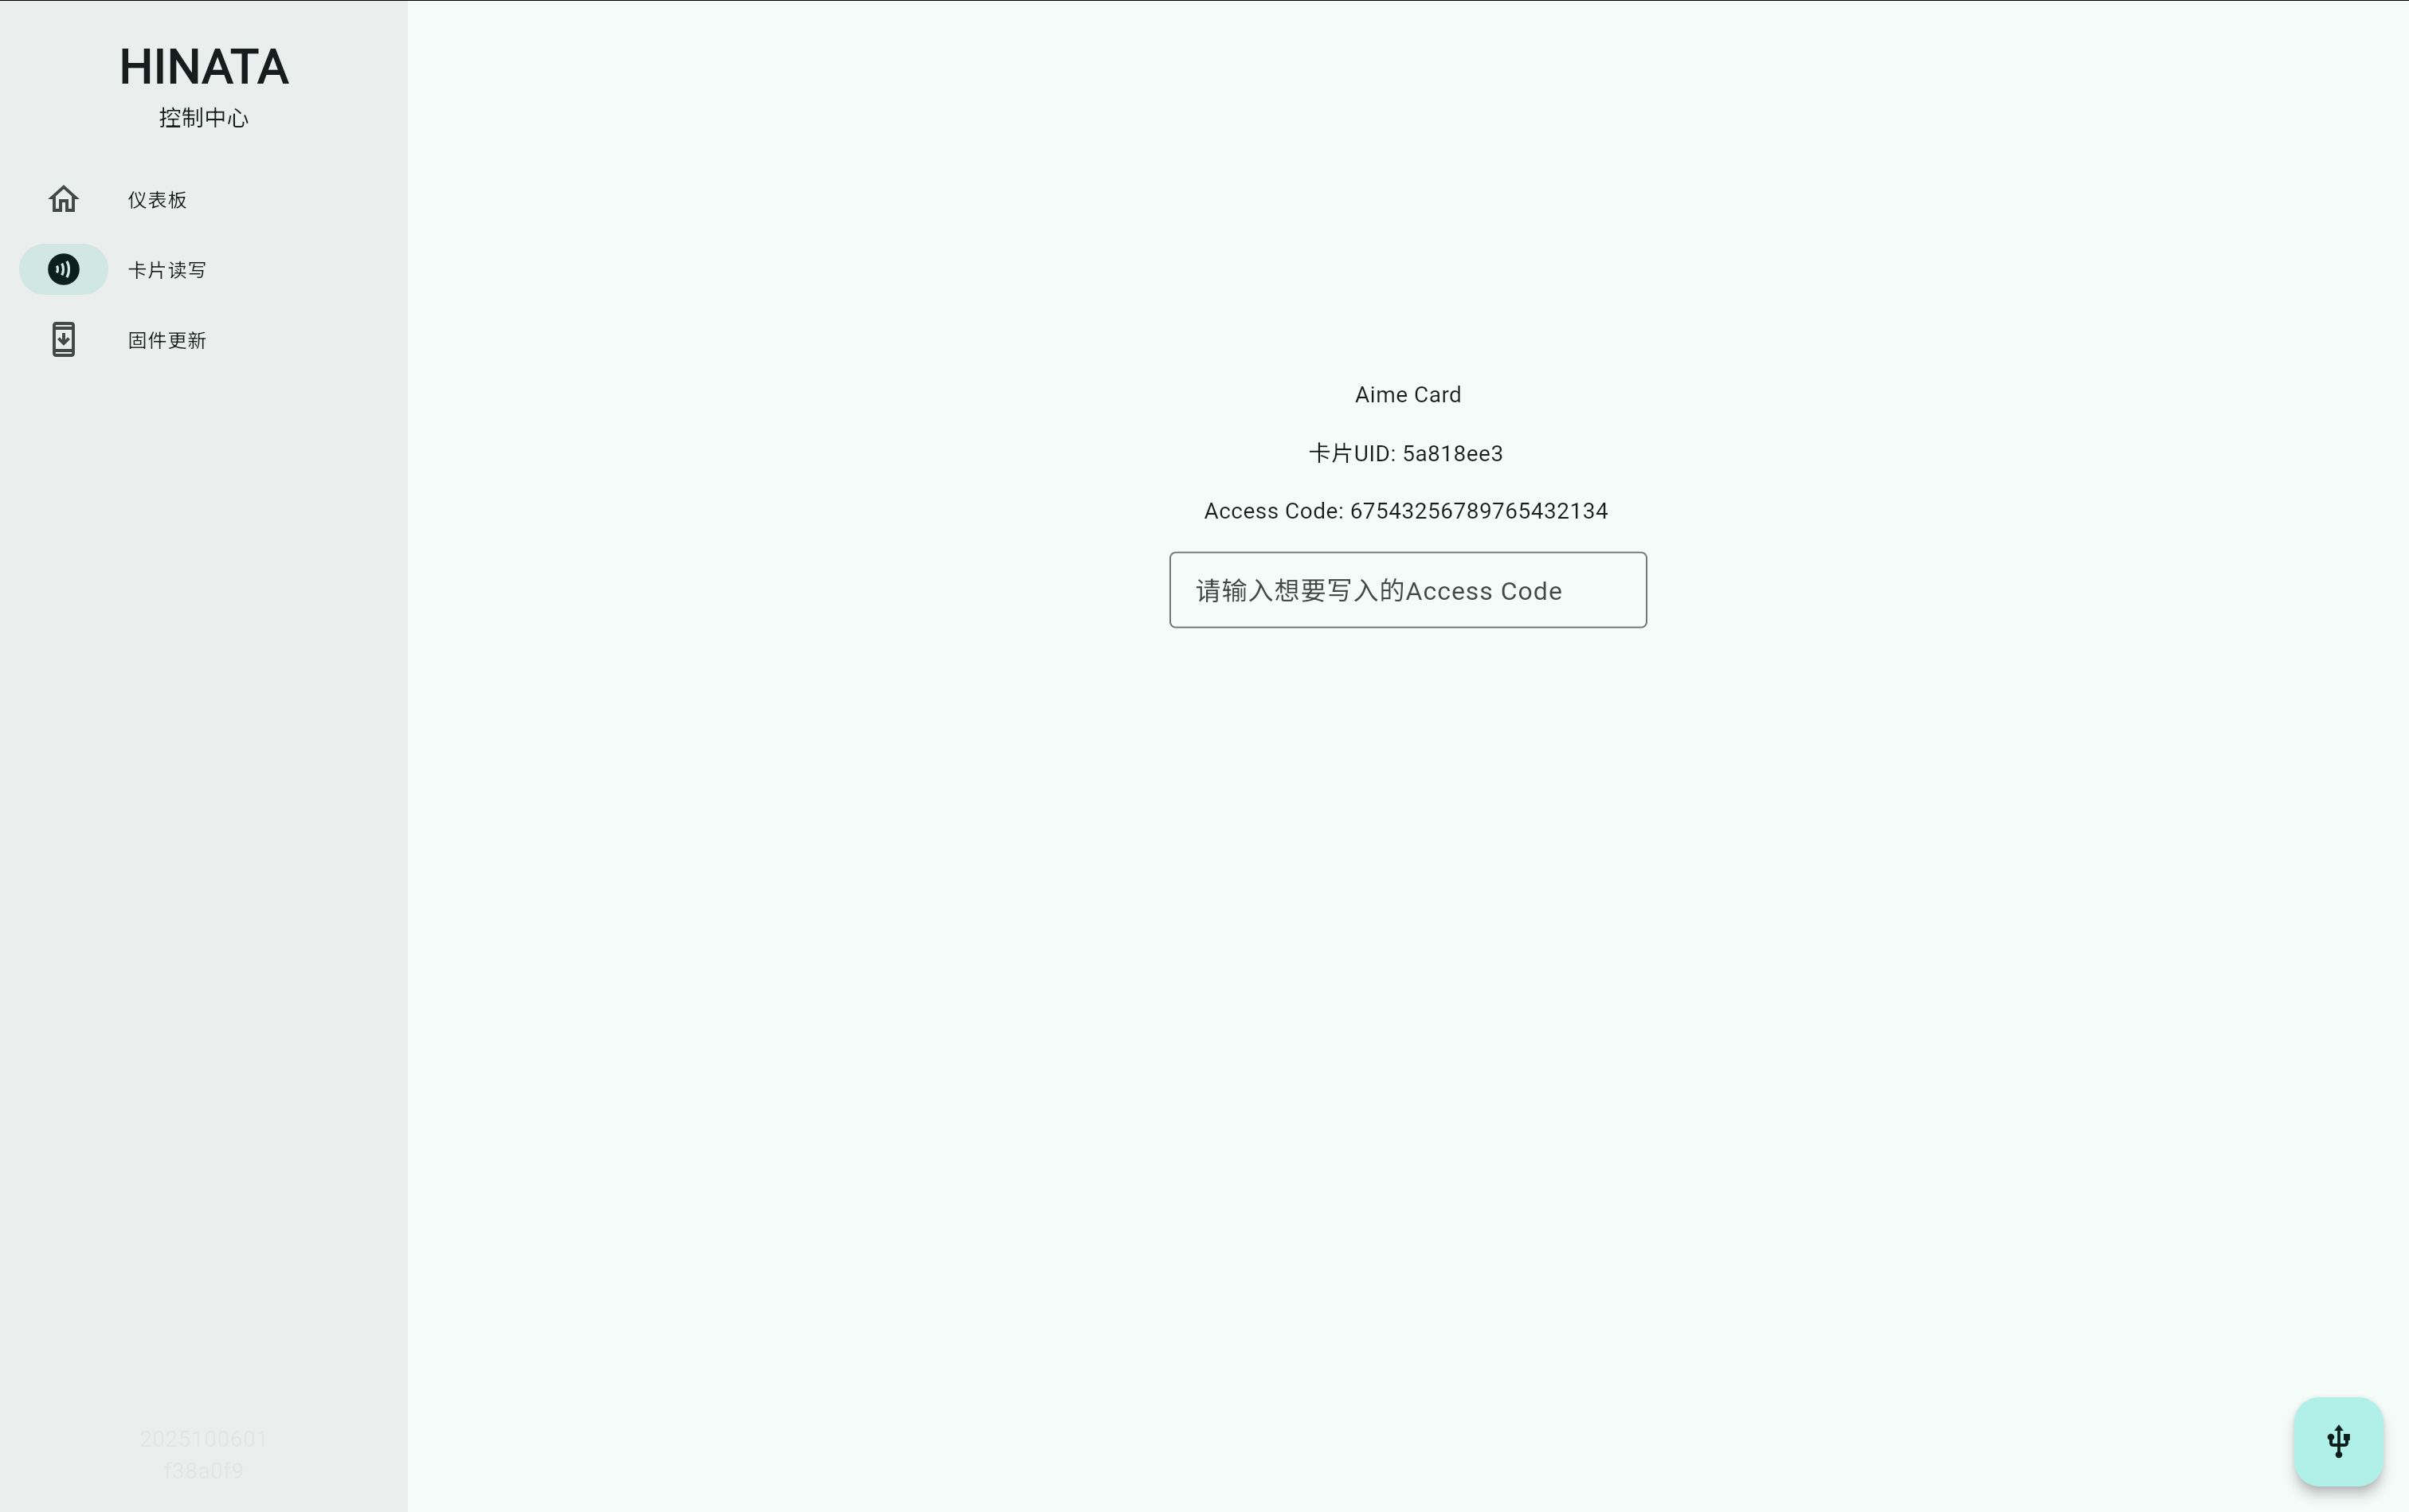 HINATA
控制中心
仪表板
卡片读写
固件更新
Aime Card
卡片UID: 5a818ee3
Access Code: 67543256789765432134
请输入想要写入的Access Code
2025100601
f38a0f9